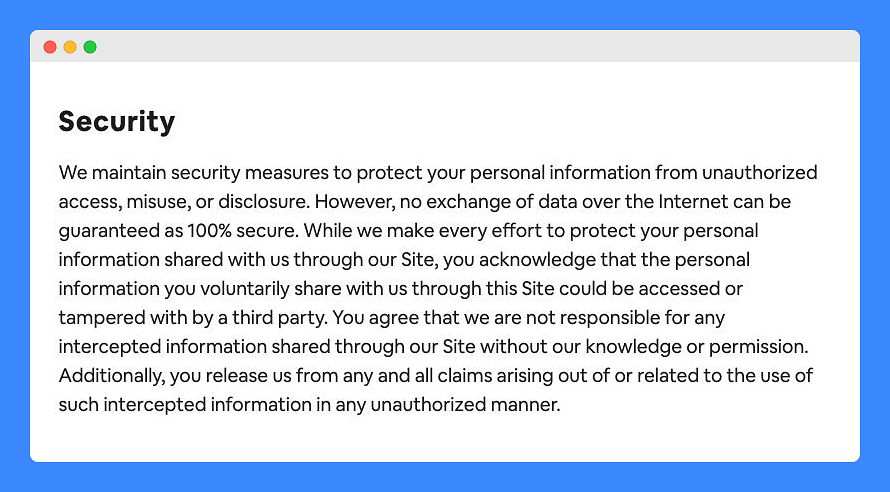 Security
We maintain security measures to protect your personal information from unauthorized
access, misuse, or disclosure. However, no exchange of data over the Internet can be
guaranteed as 100% secure. While we make every effort to protect your personal
information shared with us through our Site, you acknowledge that the personal
information you voluntarily share with us through this Site could be accessed or
tampered with by a third party. You agree that we are not responsible for any
intercepted information shared through our Site without our knowledge or permission.
Additionally, you release us from any and all claims arising out of or related to the use of
such intercepted information in any unauthorized manner.